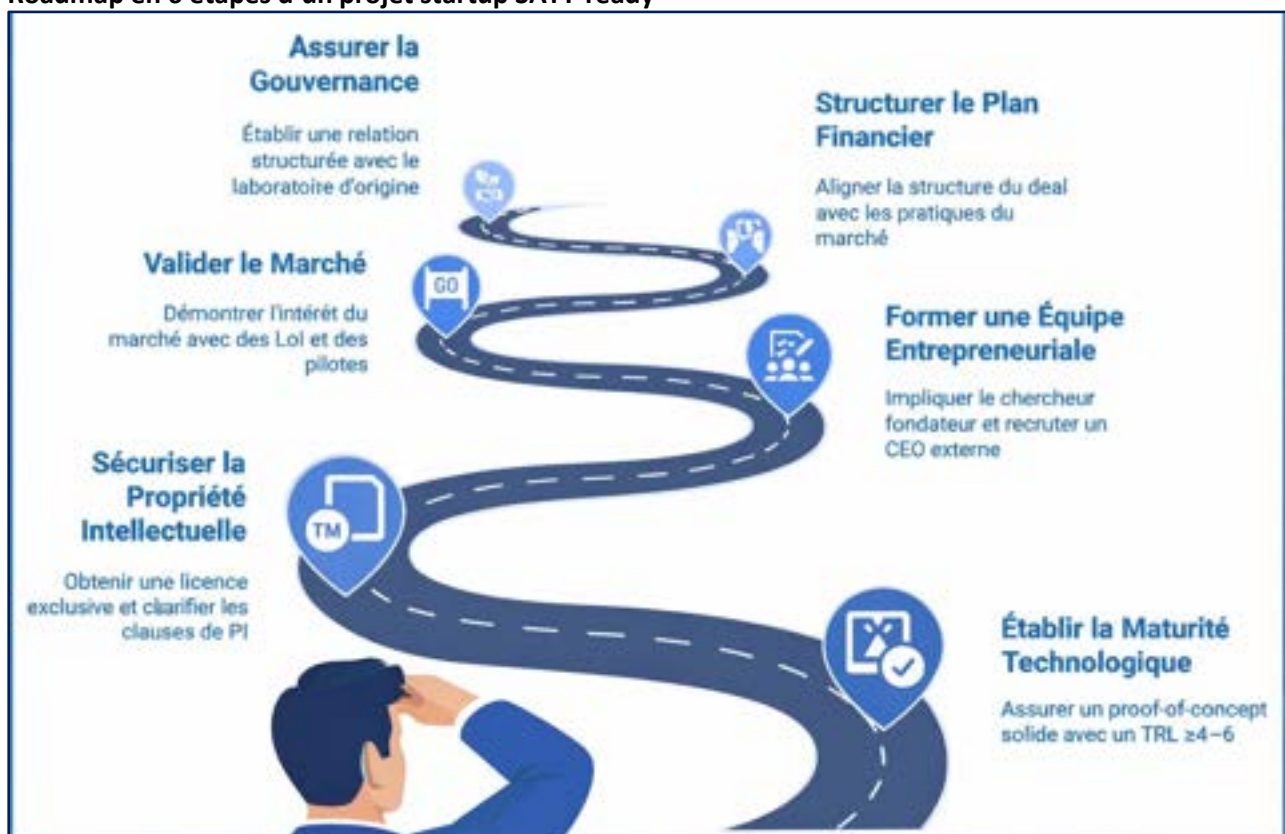 Roadmap en 6 étapes d'un projet startup SATT-ready
Assurer la
Gouvernance
Établir une relation
structurée avec le
laboratoire d'origine
Structurer le Plan
Financier
Aligner la structure du deal
avec les pratiques du
marché
Valider le Marché
Démontrer l'intérêt du
marché avec des LoI et des
pilotes
GO
Former une Équipe
Entrepreneuriale
Impliquer le chercheur
fondateur et recruter un
CEO externe
Sécuriser la
Propriété
Intellectuelle
Obtenir une licence
exclusive et clarifier les
clauses de PI
TM
Établir la Maturité
Technologique
Assurer un proof-of-concept
solide avec un TRL ≥4–6